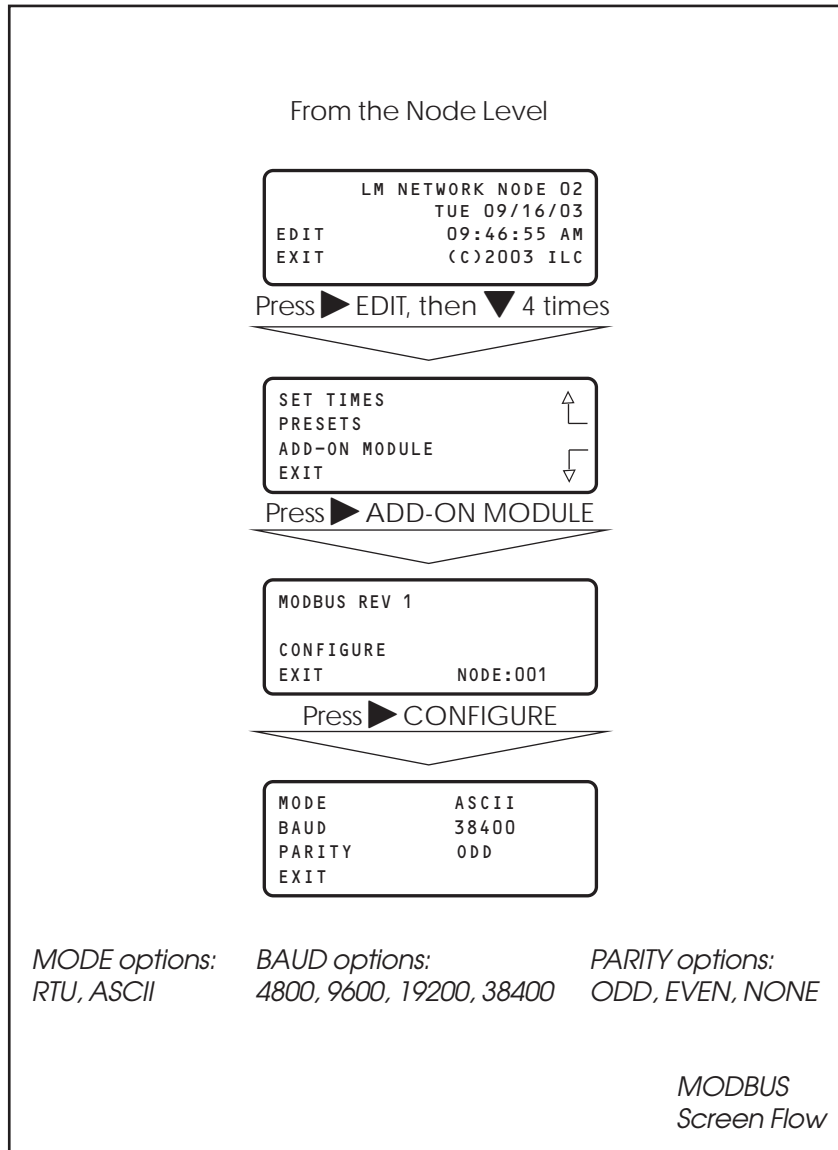 From the Node Level
LM NETWORK NODE 02
TUE 09/16/03
EDIT 09:46:55 AM
EXIT (C)2003 ILC
Press ▶ EDIT, then ▼ 4 times
SET TIMES
PRESETS
ADD-ON MODULE
EXIT
Press ▶ ADD-ON MODULE
MODBUS REV 1
CONFIGURE
EXIT NODE:001
Press ▶ CONFIGURE
MODE ASCII
BAUD 38400
PARITY ODD
EXIT
MODE options: BAUD options: PARITY options:
RTU, ASCII 4800, 9600, 19200, 38400 ODD, EVEN, NONE
MODBUS
Screen Flow